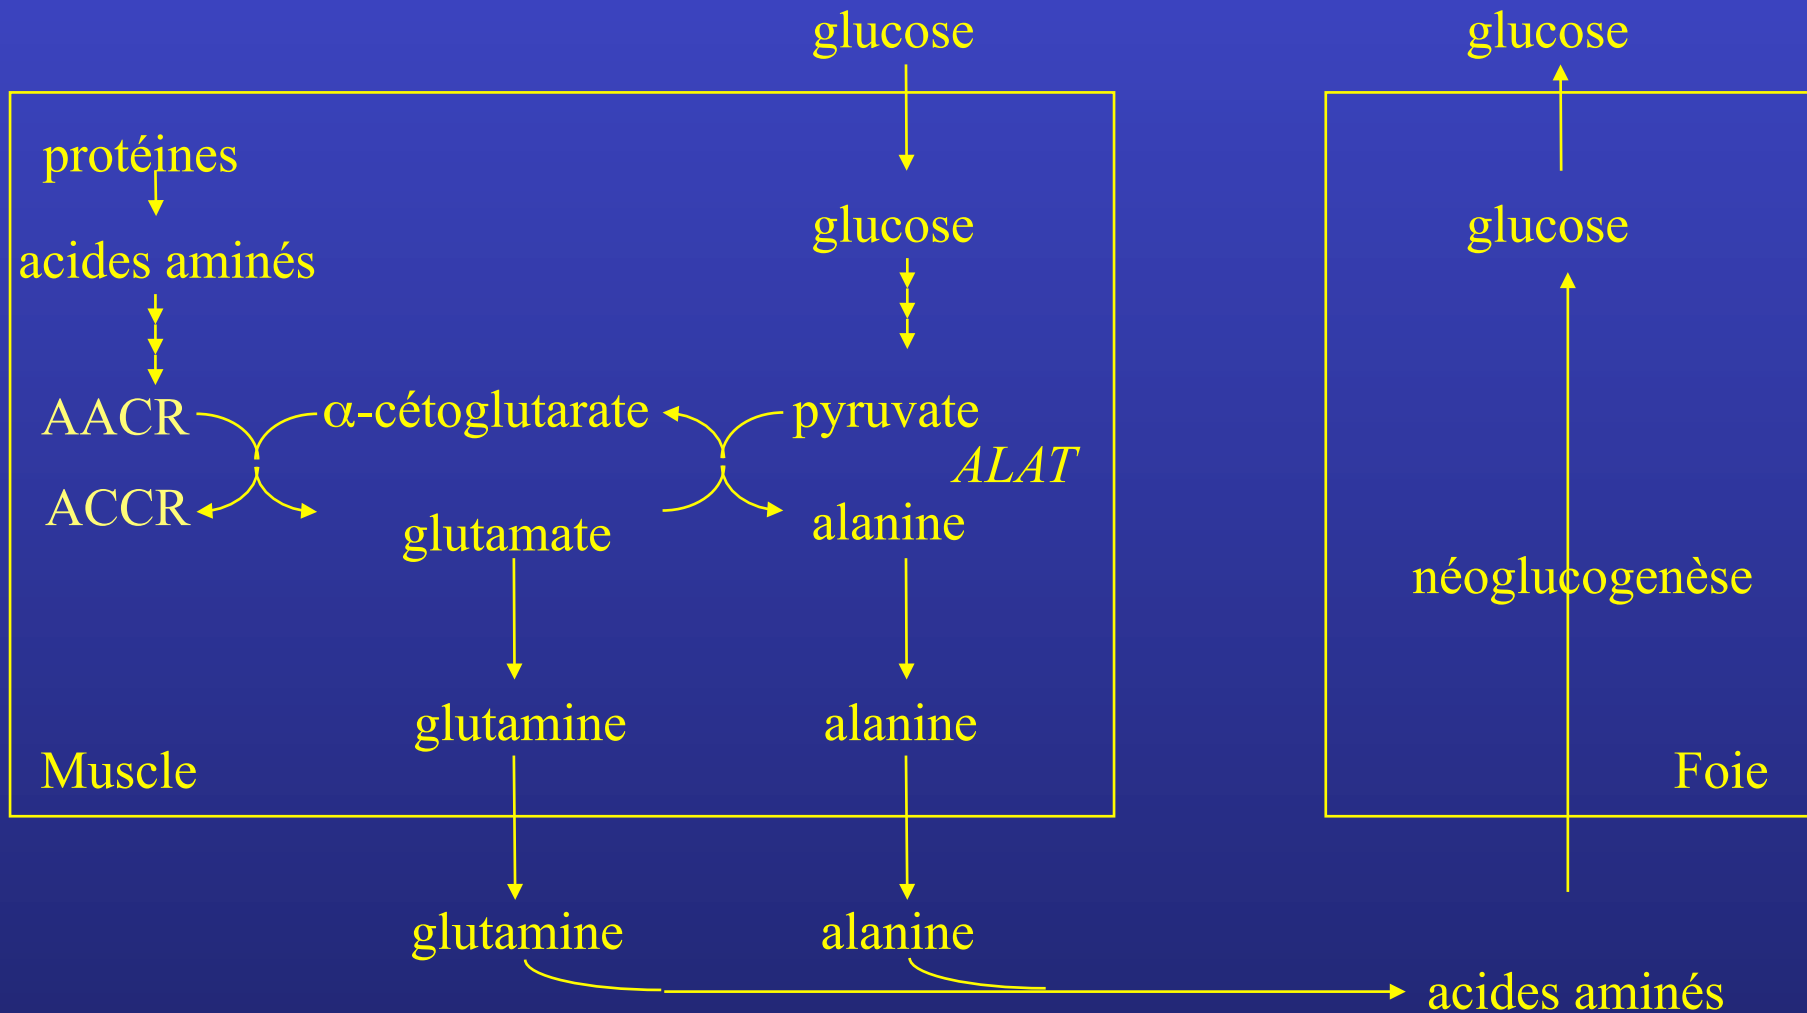 glucose
glucose
protéines
glucose
glucose
acides aminés
AACR
α-cétoglutarate
pyruvate
ALAT
ACCR
glutamate
alanine
néoglucogenèse
glutamine
alanine
Muscle
Foie
glutamine
alanine
acides aminés